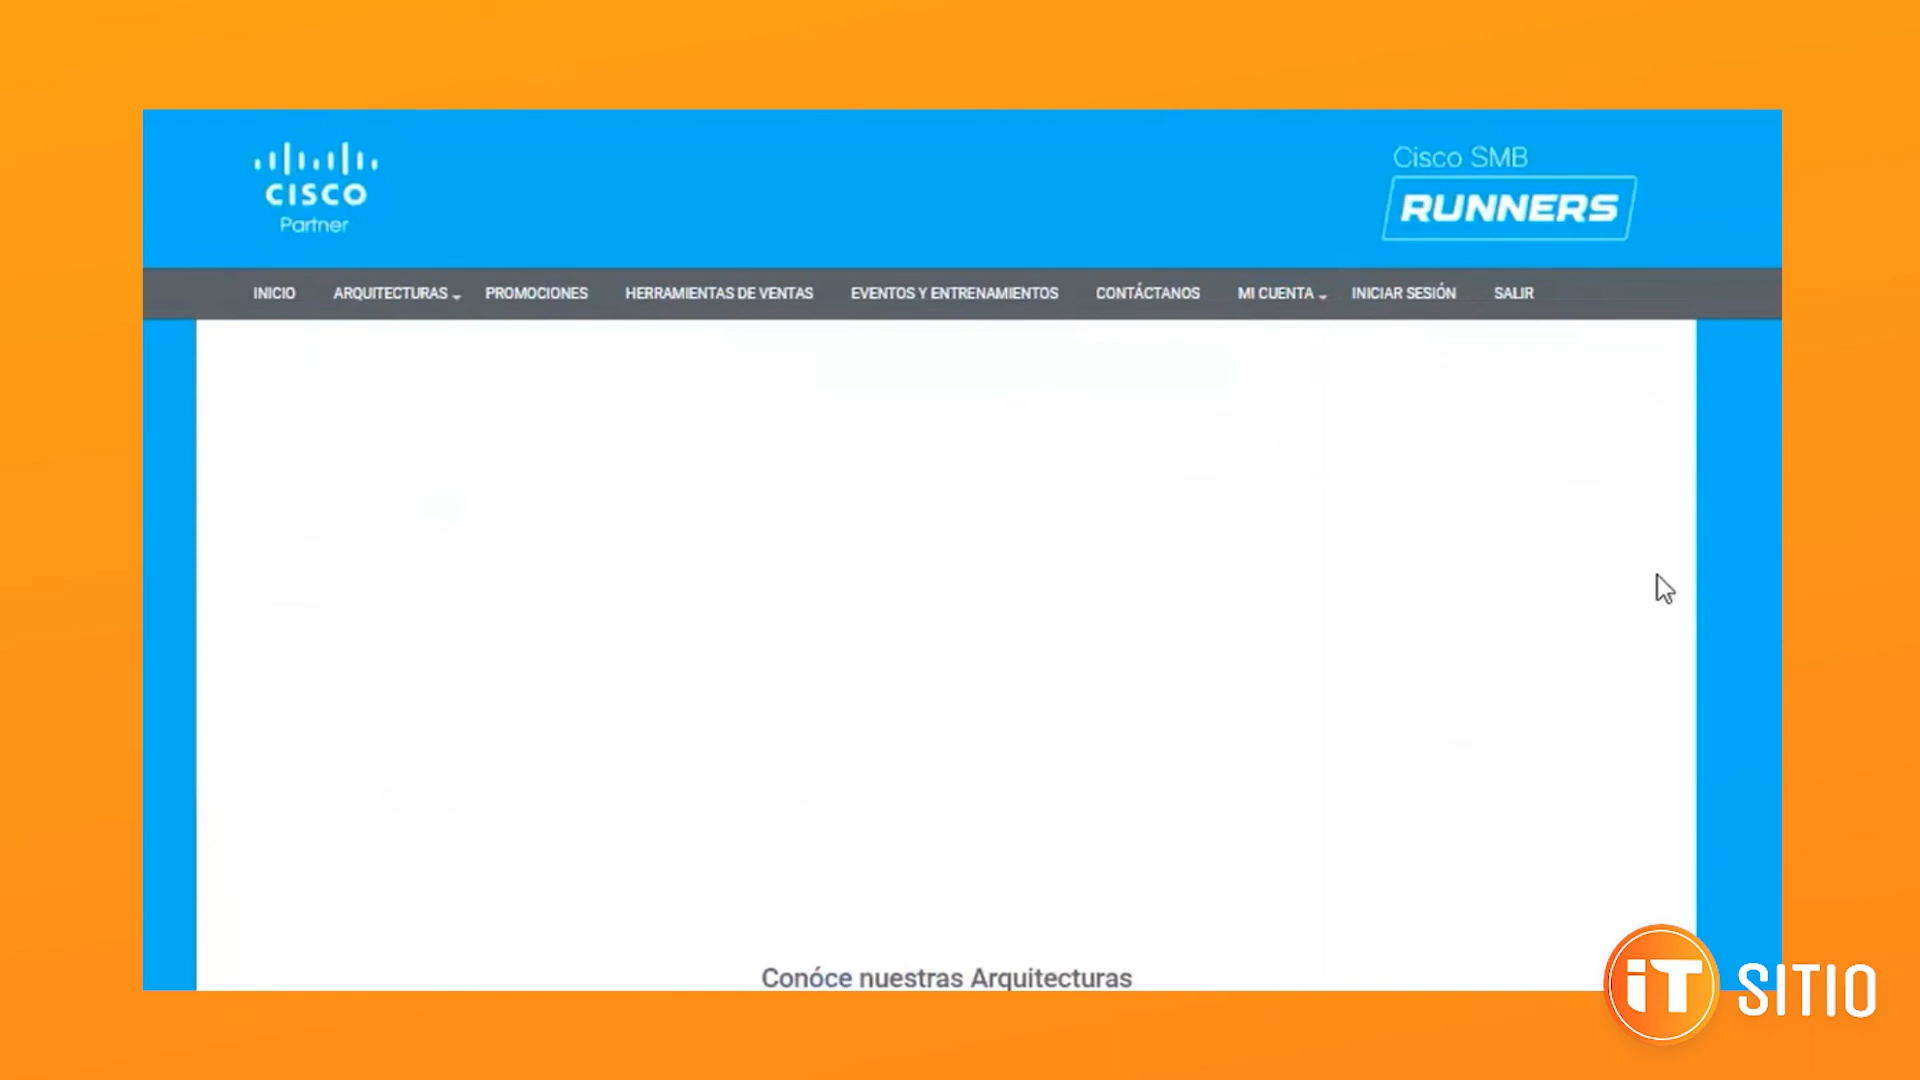 CISCO
Partner
Cisco SMB
RUNNERS
INICIO ARQUITECTURAS PROMOCIONES HERRAMIENTAS DE VENTAS EVENTOS Y ENTRENAMIENTOS CONTÁCTANOS MI CUENTA INICIAR SESIÓN SALIR
Conóce nuestras Arquitecturas
iT SITIO